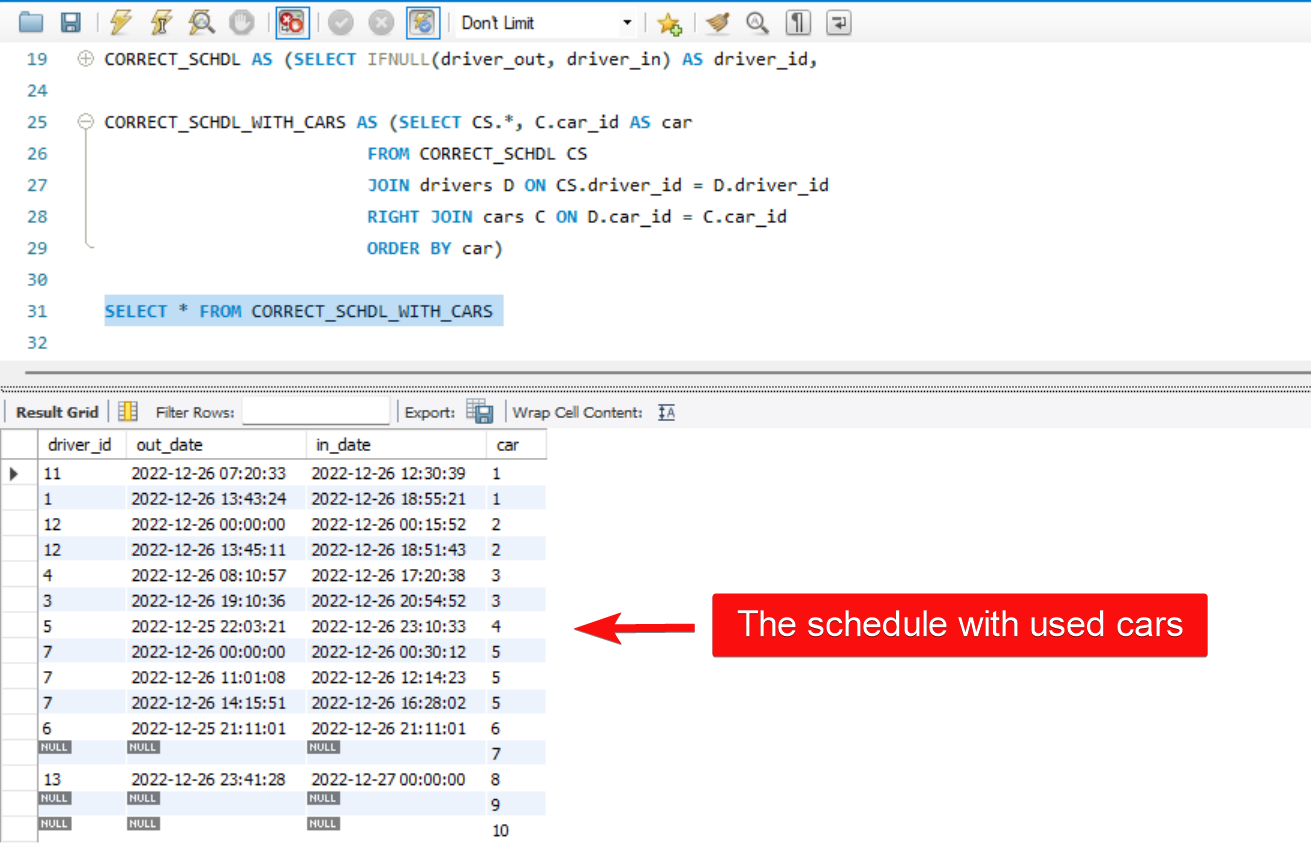 Don't Limit
19 CORRECT_SCHDL AS (SELECT IFNULL(driver_out, driver_in) AS driver_id,
24
25 CORRECT_SCHDL_WITH_CARS AS (SELECT CS.*, C.car_id AS car
26 FROM CORRECT_SCHDL CS
27 JOIN drivers D ON CS.driver_id = D.driver_id
28 RIGHT JOIN cars C ON D.car_id = C.car_id
29 ORDER BY car)
30
31 SELECT * FROM CORRECT_SCHDL_WITH_CARS
32
Result Grid Filter Rows: Export: Wrap Cell Content: IA
driver_id out_date in_date car
11 2022-12-26 07:20:33 2022-12-26 12:30:39 1
1 2022-12-26 13:43:24 2022-12-26 18:55:21 1
12 2022-12-26 00:00:00 2022-12-26 00:15:52 2
12 2022-12-26 13:45:11 2022-12-26 18:51:43 2
4 2022-12-26 08:10:57 2022-12-26 17:20:38 3
3 2022-12-26 19:10:36 2022-12-26 20:54:52 3
5 2022-12-25 22:03:21 2022-12-26 23:10:33 4
The schedule with used cars
7 2022-12-26 00:00:00 2022-12-26 00:30:12 5
7 2022-12-26 11:01:08 2022-12-26 12:14:23 5
7 2022-12-26 14:15:51 2022-12-26 16:28:02 5
6 2022-12-25 21:11:01 2022-12-26 21:11:01 6
NULL NULL NULL 7
13 2022-12-26 23:41:28 2022-12-27 00:00:00 8
NULL NULL NULL 9
NULL NULL NULL 10